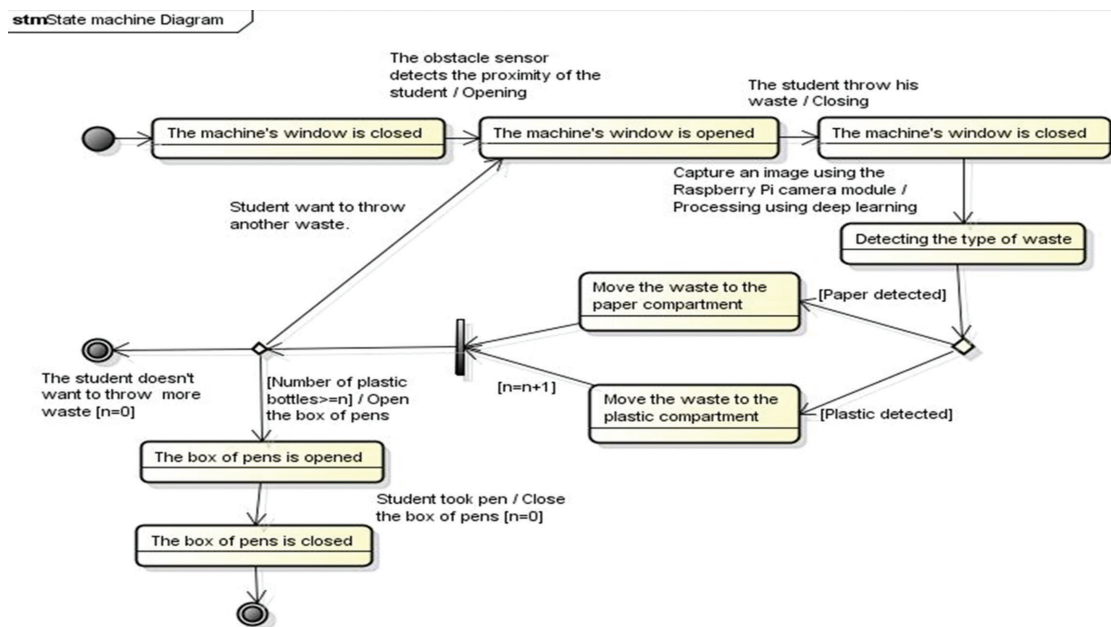 stmState machine Diagram
The obstacle sensor
detects the proximity of the
student / Opening
The student throw his
waste / Closing
The machine's window is closed
The machine's window is opened
The machine's window is closed
Capture an image using the
Raspberry Pi camera module /
Processing using deep learning
Student want to throw
another waste.
Detecting the type of waste
Move the waste to the
paper compartment
[Paper detected]
The student doesn't
want to throw  more
waste [n=0]
[Number of plastic
bottles>=n] / Open
the box of pens
[n=n+1]
Move the waste to the
plastic compartment
[Plastic detected]
The box of pens is opened
Student took pen / Close
the box of pens [n=0]
The box of pens is closed